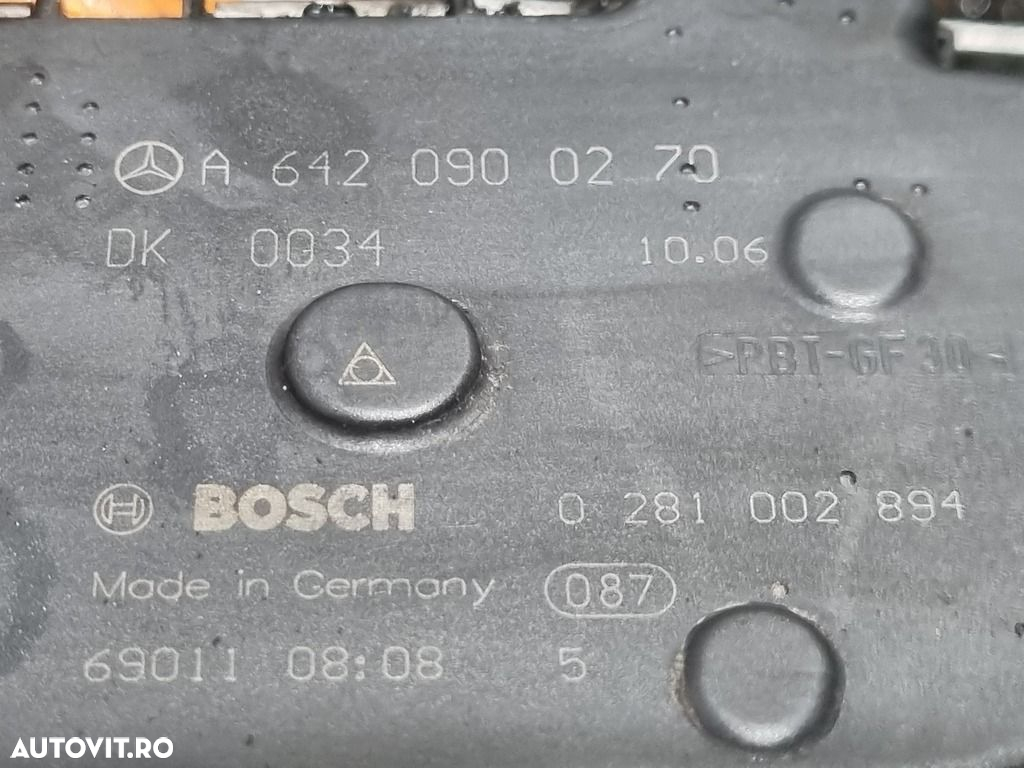 A 642 090 02 70
DK 0034 10.06
>PBT-GF30<
BOSCH 0 281 002 894
Made in Germany 087
69011 08:08 5
AUTOVIT.RO